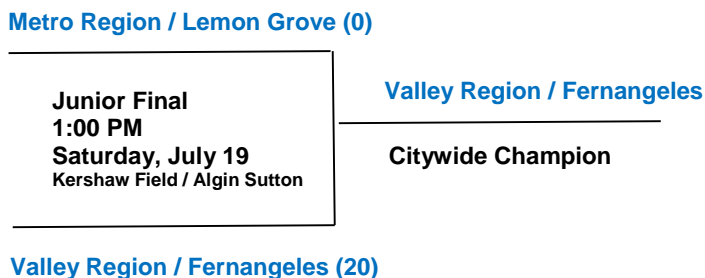 Metro Region / Lemon Grove (0)
Junior Final
1:00 PM
Saturday, July 19
Kershaw Field / Algin Sutton
Valley Region / Fernangeles
Citywide Champion
Valley Region / Fernangeles (20)